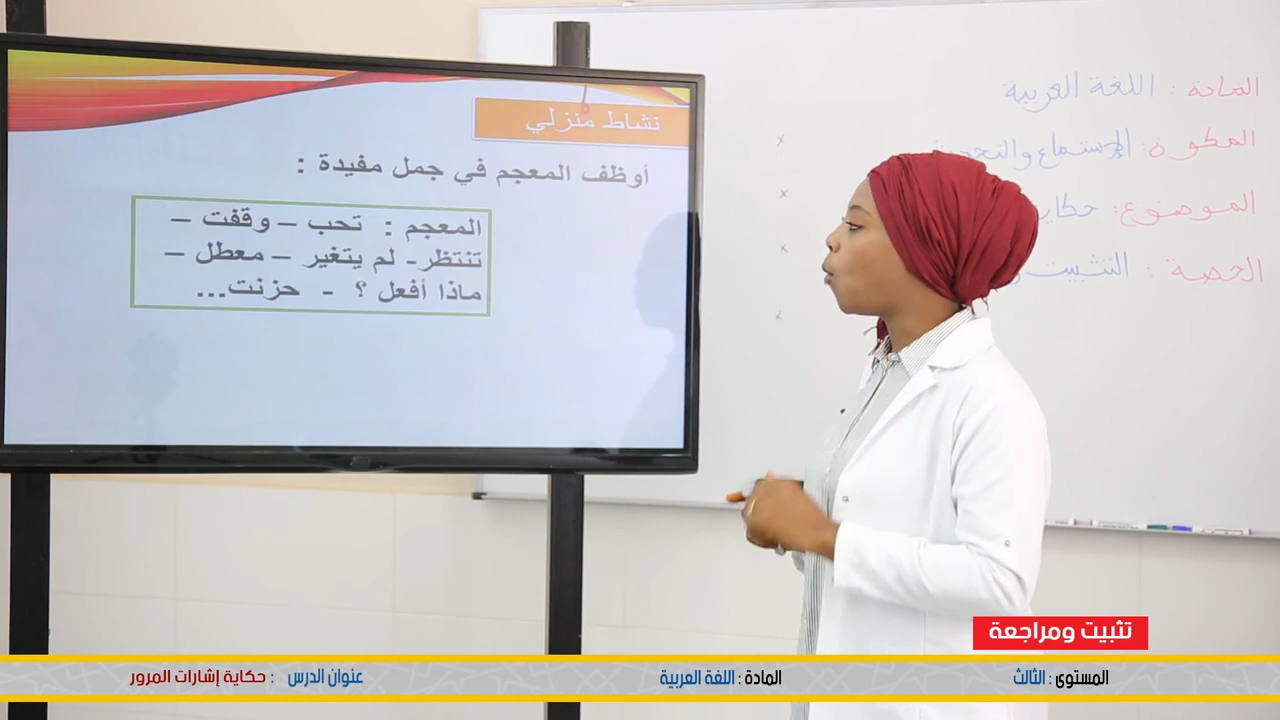 نشاط منزلي
أوظف المعجم في جمل مفيدة :
المعجم : تحب – وقفت –
تنتظر- لم يتغير – معطل –
ماذا أفعل ؟ - حزنت...
المادة : اللغة العربية
المكون : الاستماع والتحدث
الموضوع : حكاية
الحصة : التثبيت
تثبيت ومراجعة
المستوى : الثالث
المادة : اللغة العربية
عنوان الدرس : حكاية إشارات المرور